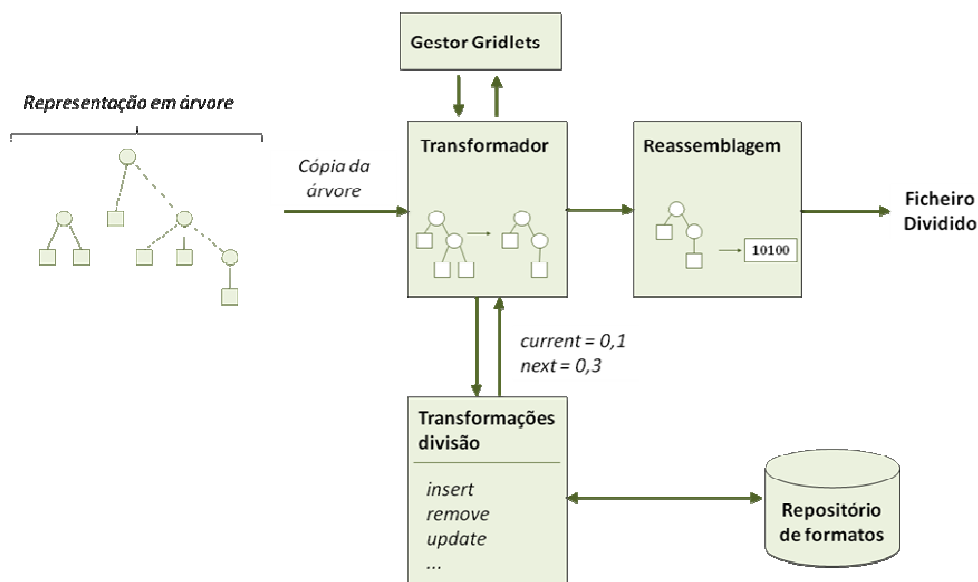 Gestor Gridlets
Representação em árvore
Cópia da
árvore
Transformador
Reassemblagem
10100
Ficheiro
Dividido
current = 0,1
next = 0,3
Transformações
divisão
insert
remove
update
...
Repositório
de formatos